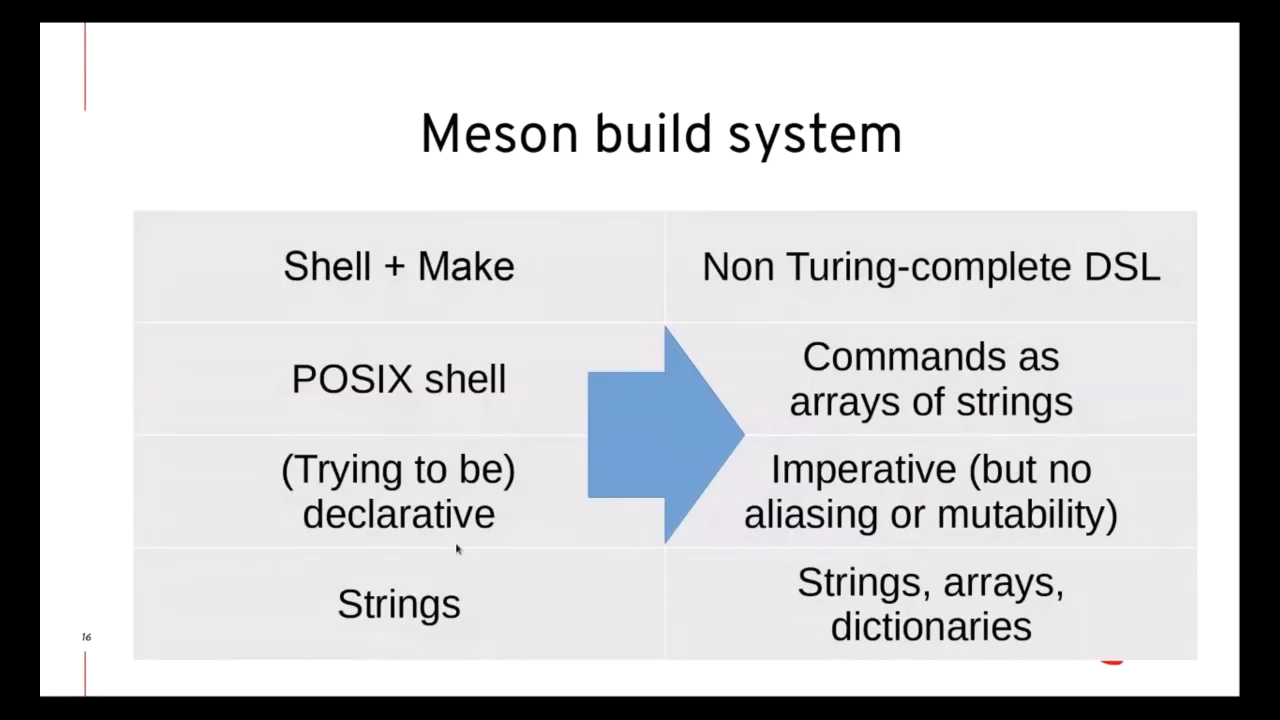 Meson build system
Shell + Make
Non Turing-complete DSL
POSIX shell
Commands as
arrays of strings
(Trying to be)
declarative
Imperative (but no
aliasing or mutability)
Strings
Strings, arrays,
dictionaries
16